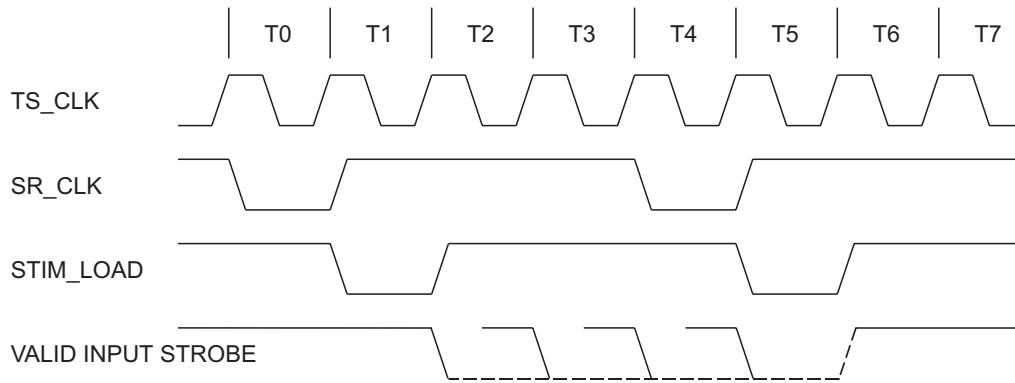 T0 T1 T2 T3 T4 T5 T6 T7
TS_CLK
SR_CLK
STIM_LOAD
VALID INPUT STROBE